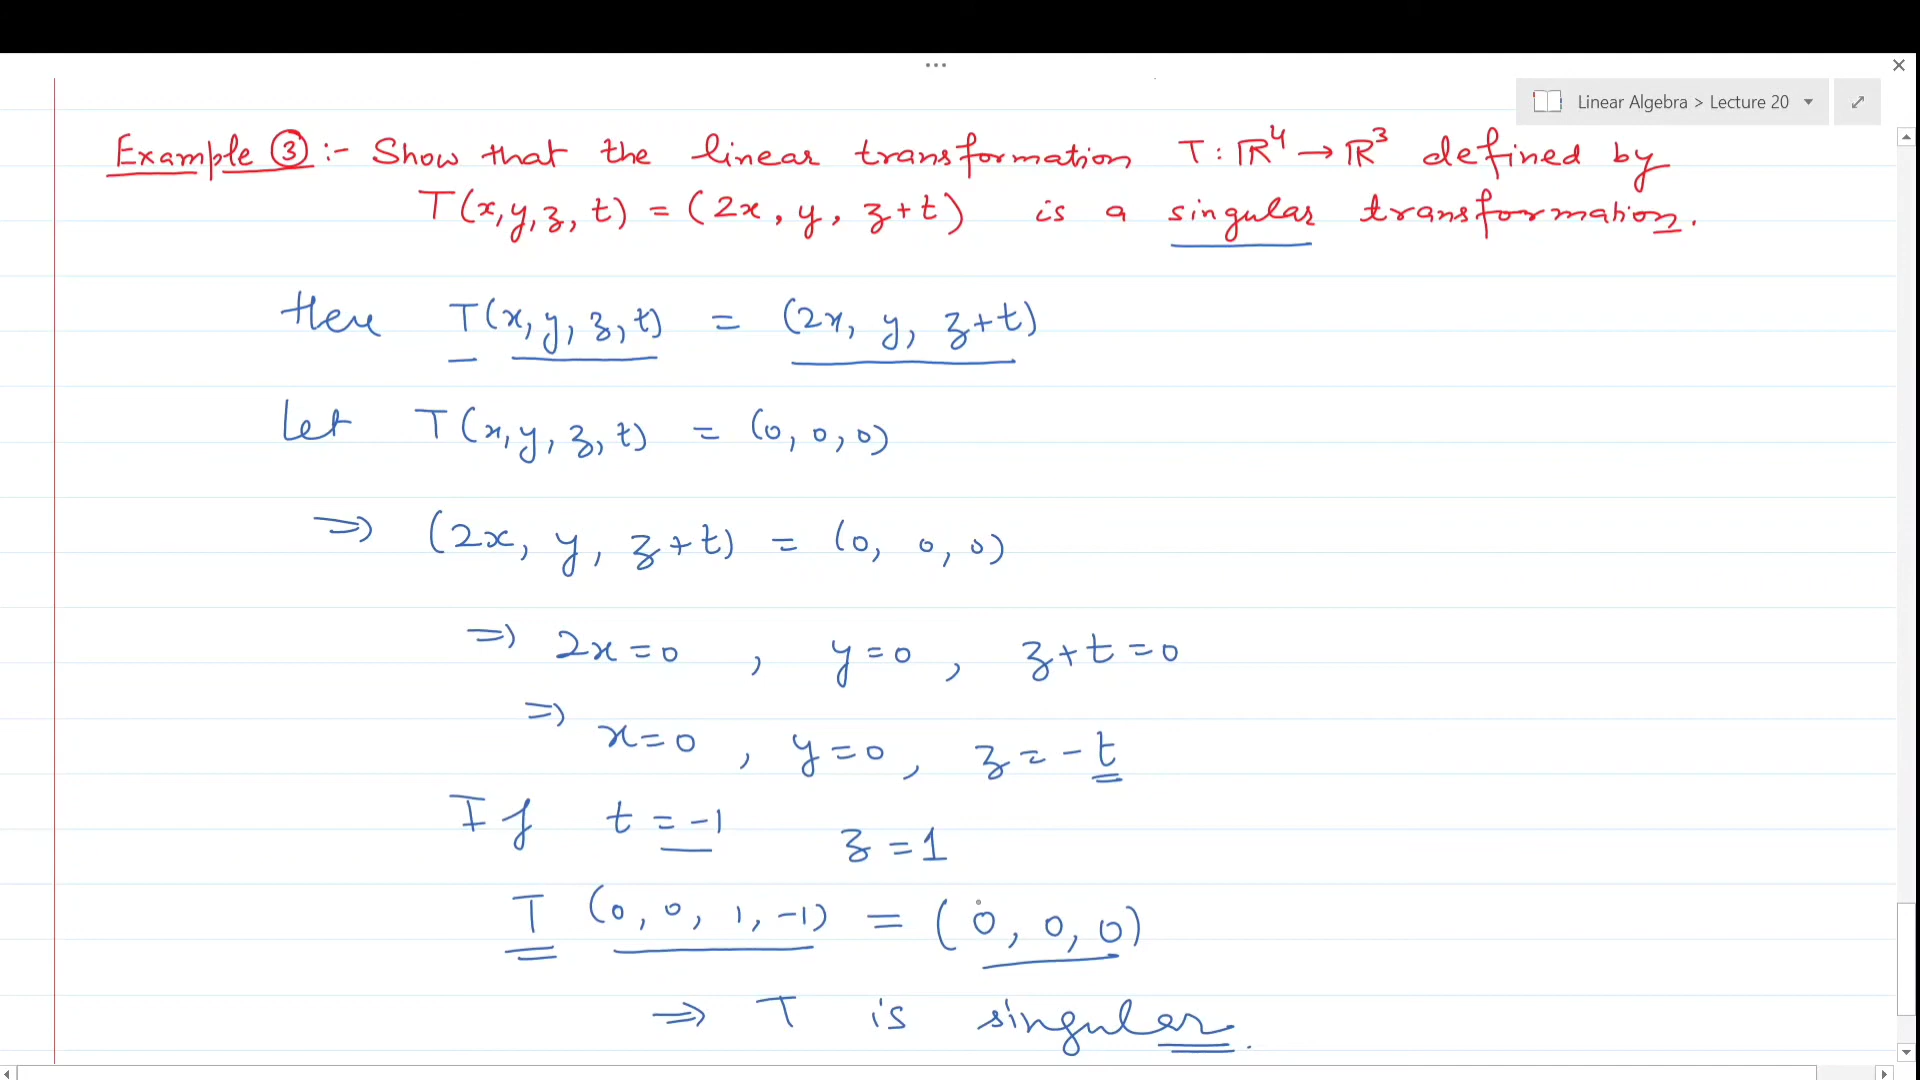 Linear Algebra > Lecture 20
Example ③ :- Show that the linear transformation T : ℝ⁴ → ℝ³ defined by
T(x, y, z, t) = (2x, y, z+t) is a singular transformation.
Here T(x, y, z, t) = (2x, y, z+t)
Let T(x, y, z, t) = (0, 0, 0)
⇒ (2x, y, z+t) = (0, 0, 0)
⇒ 2x=0 , y=0 , z+t=0
⇒ x=0 , y=0 , z=-t
If t=-1 z=1
T (0, 0, 1, -1) = (0, 0, 0)
⇒ T is singular.